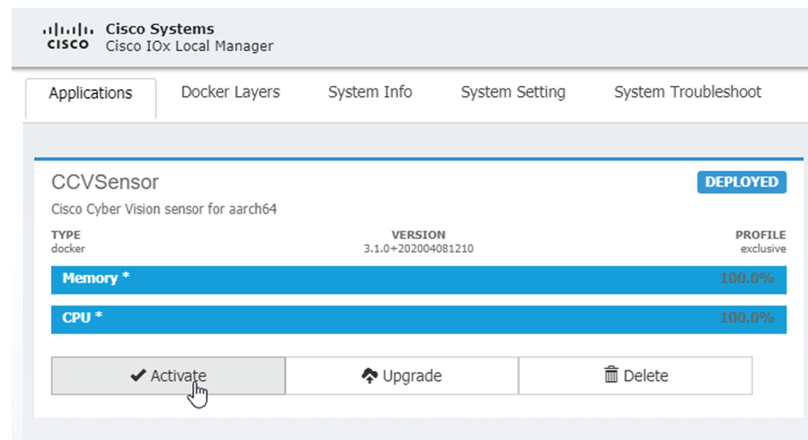 Cisco Systems
CISCO Cisco IOx Local Manager
Applications Docker Layers System Info System Setting System Troubleshoot
CCVSensor DEPLOYED
Cisco Cyber Vision sensor for aarch64
TYPE VERSION PROFILE
docker 3.1.0+202004081210 exclusive
Memory * 100.0%
CPU * 100.0%
Activate Upgrade Delete